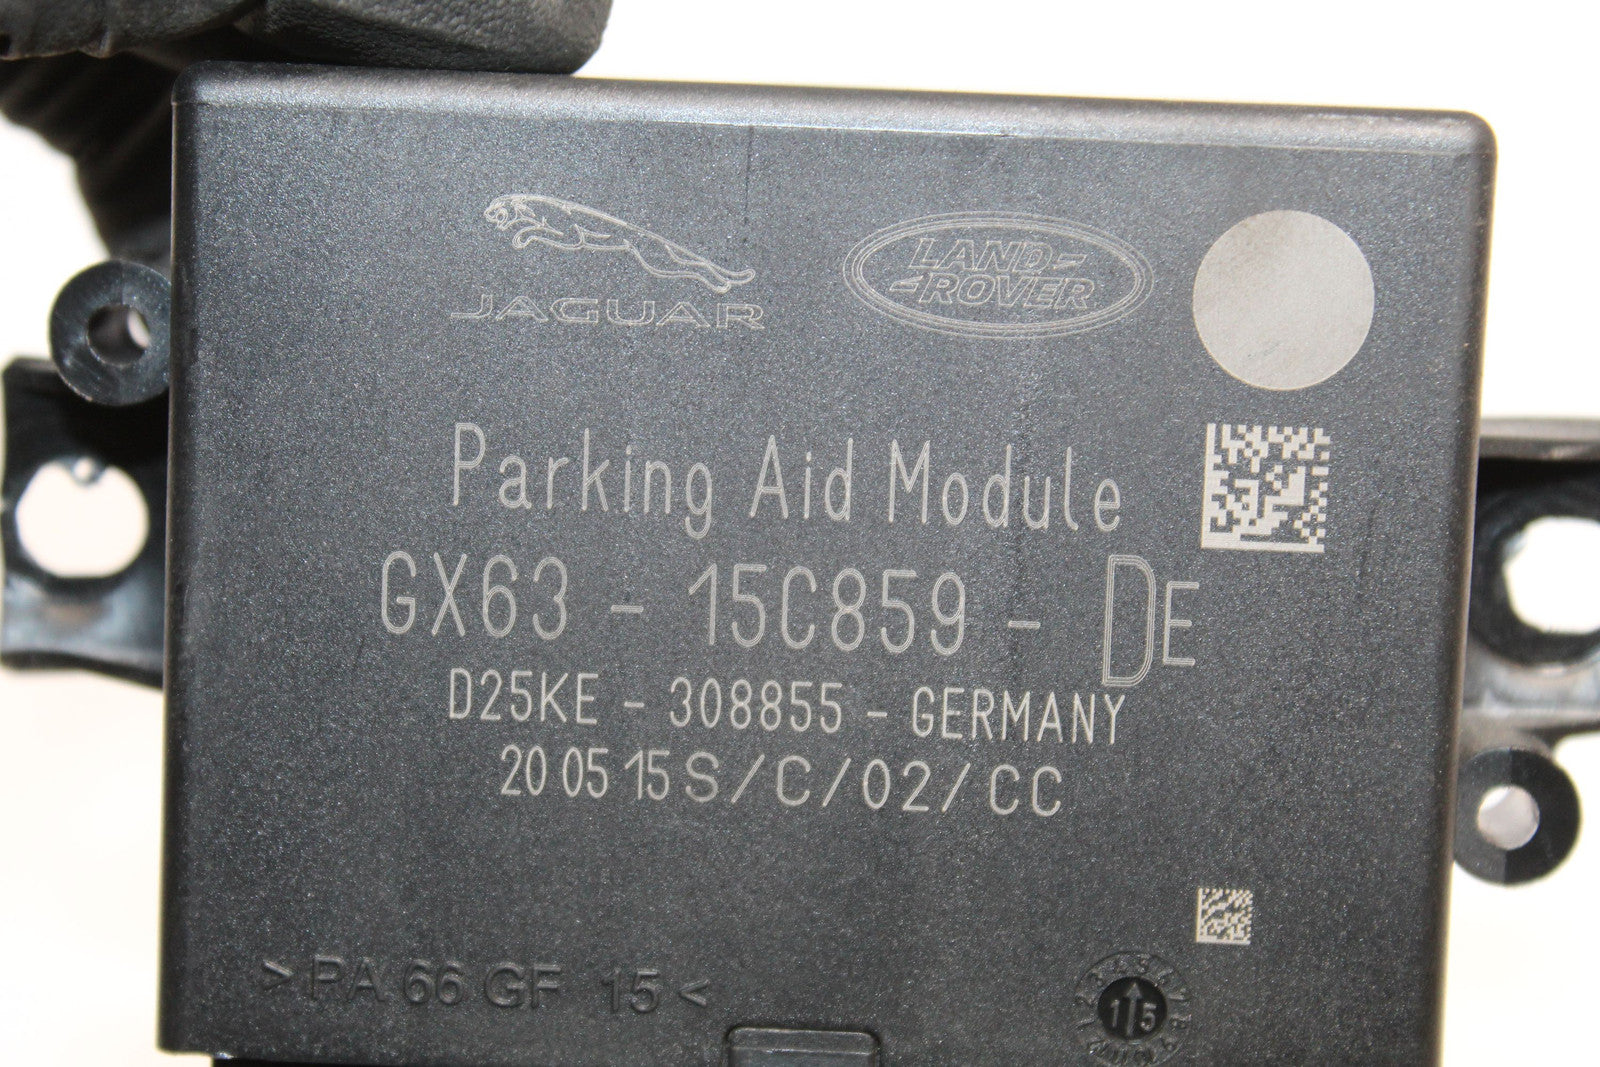 JAGUAR
LAND-
-ROVER
Parking Aid Module
GX63 - 15C859 - DE
D25KE - 308855 - GERMANY
20 05 15 S/C/02/CC
> PA 66 GF 15 <
15